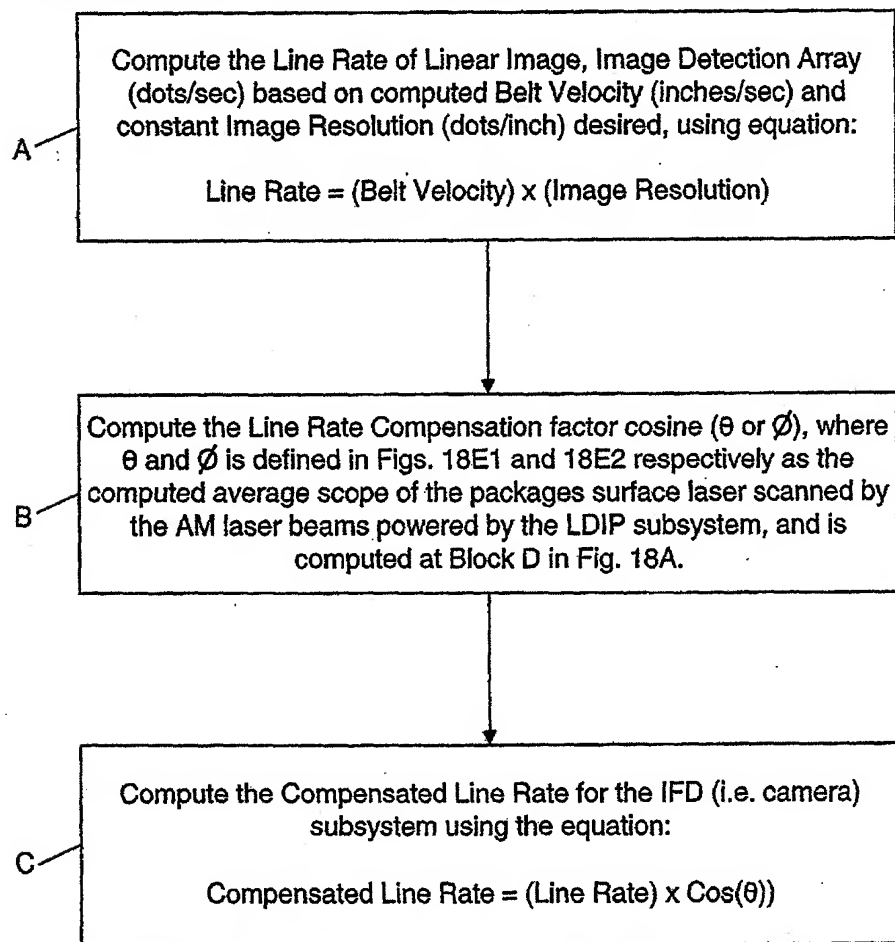 Compute the Line Rate of Linear Image, Image Detection Array
(dots/sec) based on computed Belt Velocity (inches/sec) and
constant Image Resolution (dots/inch) desired, using equation:
A
Line Rate = (Belt Velocity) x (Image Resolution)
Compute the Line Rate Compensation factor cosine (θ or Ø), where
θ and Ø is defined in Figs. 18E1 and 18E2 respectively as the
computed average scope of the packages surface laser scanned by
B
the AM laser beams powered by the LDIP subsystem, and is
computed at Block D in Fig. 18A.
Compute the Compensated Line Rate for the IFD (i.e. camera)
subsystem using the equation:
C
Compensated Line Rate = (Line Rate) x Cos(θ))